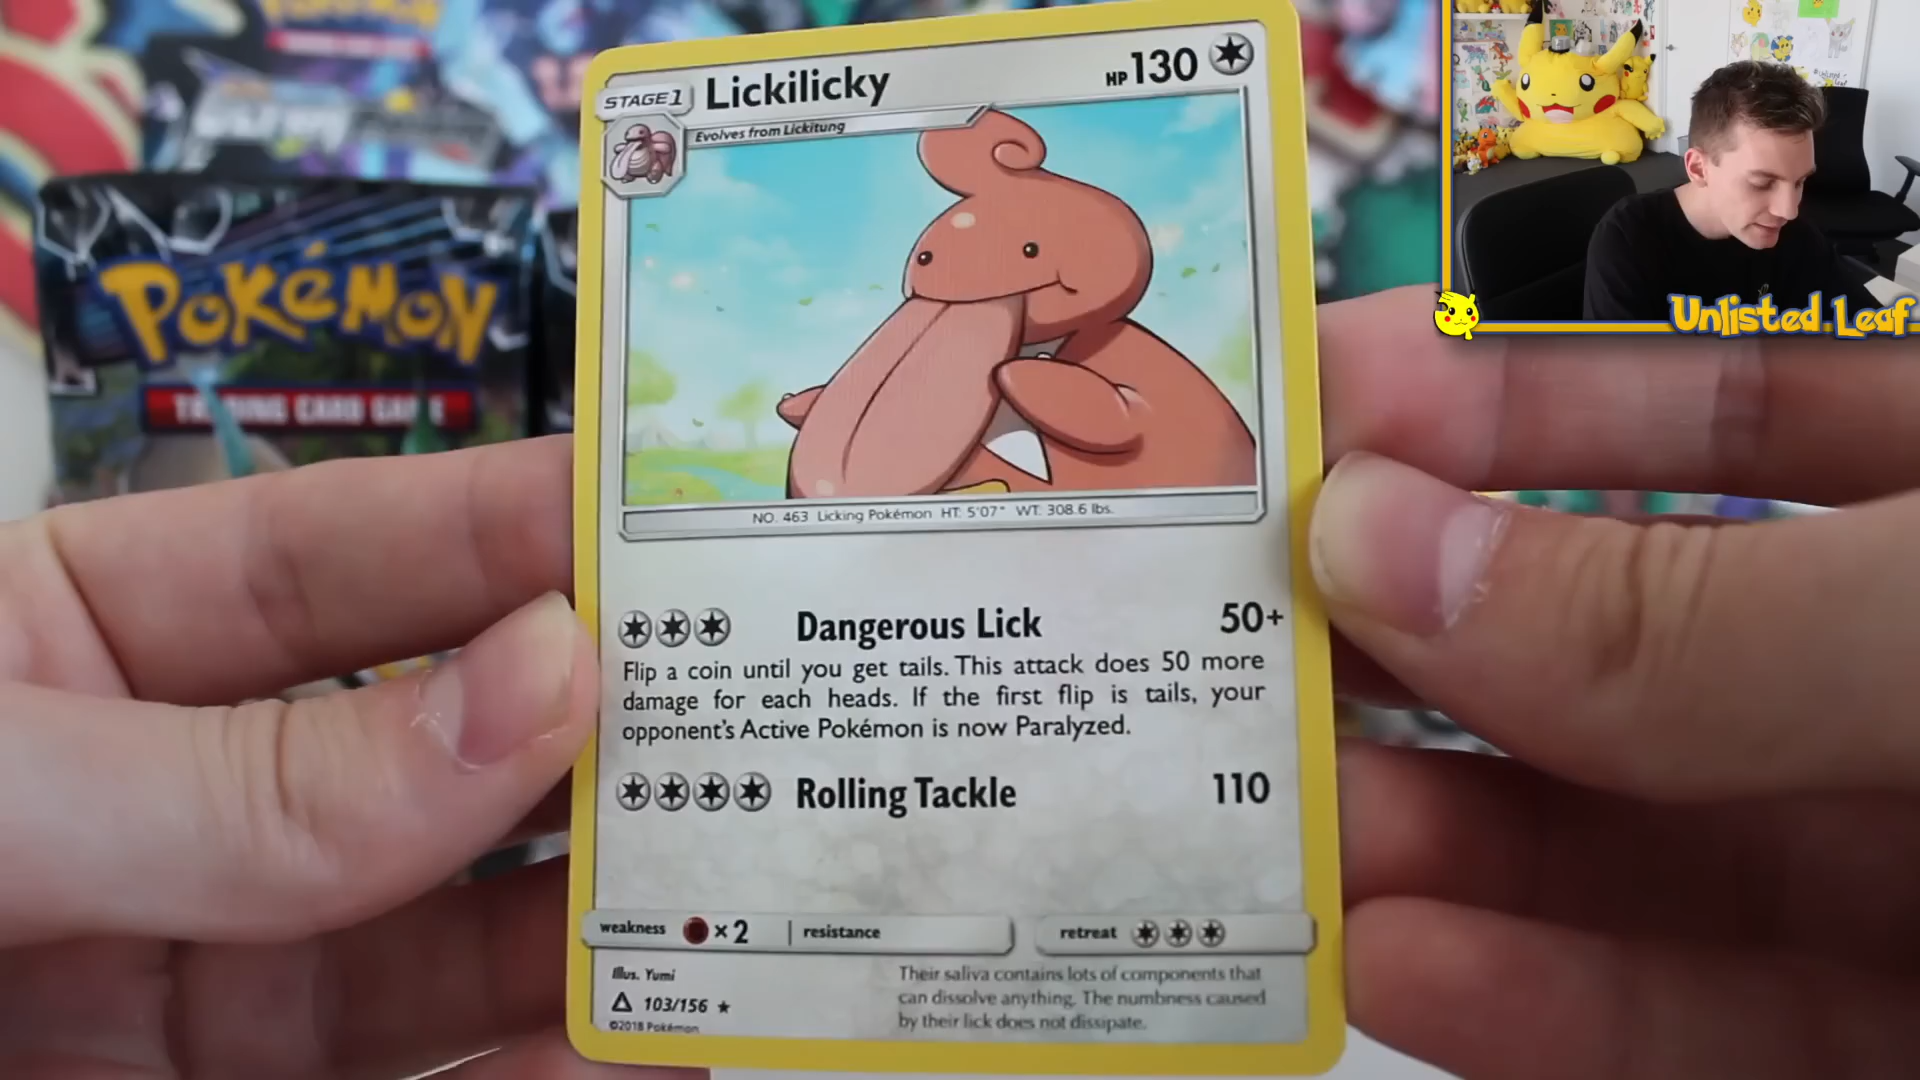 POKéMON
TRADING CARD GAME
STAGE1
Lickilicky
HP 130
Evolves from Lickitung
NO. 463 Licking Pokémon HT: 5'07" WT: 308.6 lbs.
Dangerous Lick 50+
Flip a coin until you get tails. This attack does 50 more
damage for each heads. If the first flip is tails, your
opponent's Active Pokémon is now Paralyzed.
Rolling Tackle 110
weakness ×2 resistance retreat
Illus. Yumi
103/156 ★
©2018 Pokémon
Their saliva contains lots of components that
can dissolve anything. The numbness caused
by their lick does not dissipate.
Unlisted Leaf